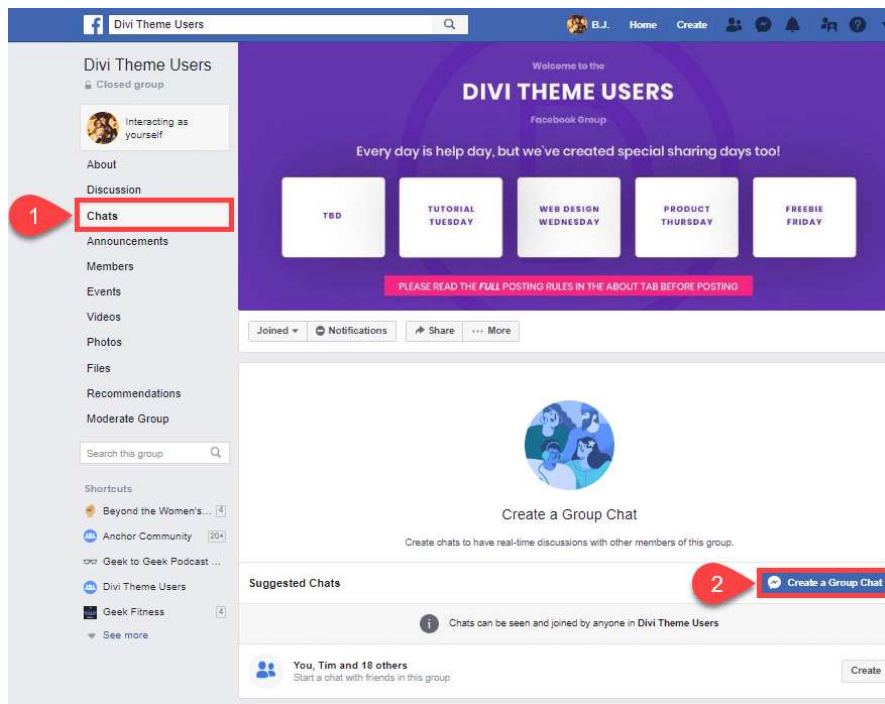 f
Divi Theme Users
B.J. Home Create
Divi Theme Users
Closed group
Interacting as
yourself
About
Discussion
1
Chats
Announcements
Members
Events
Videos
Photos
Files
Recommendations
Moderate Group
Search this group
Shortcuts
Beyond the Women's... 4
Anchor Community 20+
Geek to Geek Podcast ...
Divi Theme Users
Geek Fitness 4
See more
Welcome to the
DIVI THEME USERS
Facebook Group
Every day is help day, but we've created special sharing days too!
TBD
TUTORIAL
TUESDAY
WEB DESIGN
WEDNESDAY
PRODUCT
THURSDAY
FREEBIE
FRIDAY
PLEASE READ THE FULL POSTING RULES IN THE ABOUT TAB BEFORE POSTING
Joined Notifications Share ... More
Create a Group Chat
Create chats to have real-time discussions with other members of this group.
Suggested Chats
2
Create a Group Chat
Chats can be seen and joined by anyone in Divi Theme Users
You, Tim and 18 others
Start a chat with friends in this group
Create